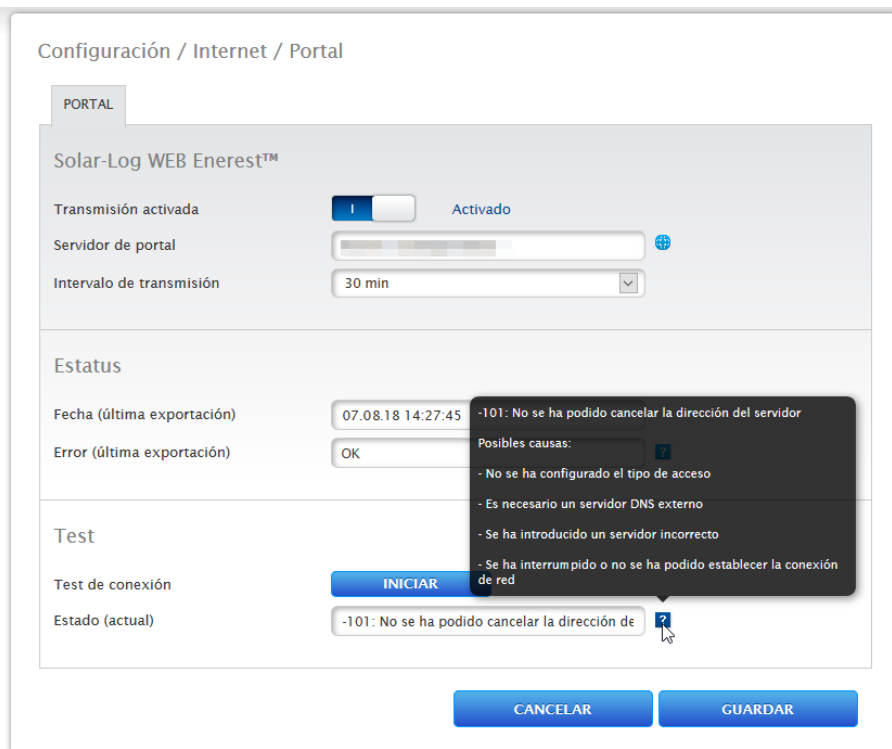 Configuración / Internet / Portal
PORTAL
Solar-Log WEB Enerest™
Transmisión activada
I
Activado
Servidor de portal
Intervalo de transmisión
30 min
Estatus
Fecha (última exportación)
07.08.18 14:27:45
Error (última exportación)
OK
?
-101: No se ha podido cancelar la dirección del servidor
Posibles causas:
- No se ha configurado el tipo de acceso
- Es necesario un servidor DNS externo
- Se ha introducido un servidor incorrecto
- Se ha interrumpido o no se ha podido establecer la conexión
de red
Test
Test de conexión
INICIAR
Estado (actual)
-101: No se ha podido cancelar la dirección de
?
CANCELAR
GUARDAR